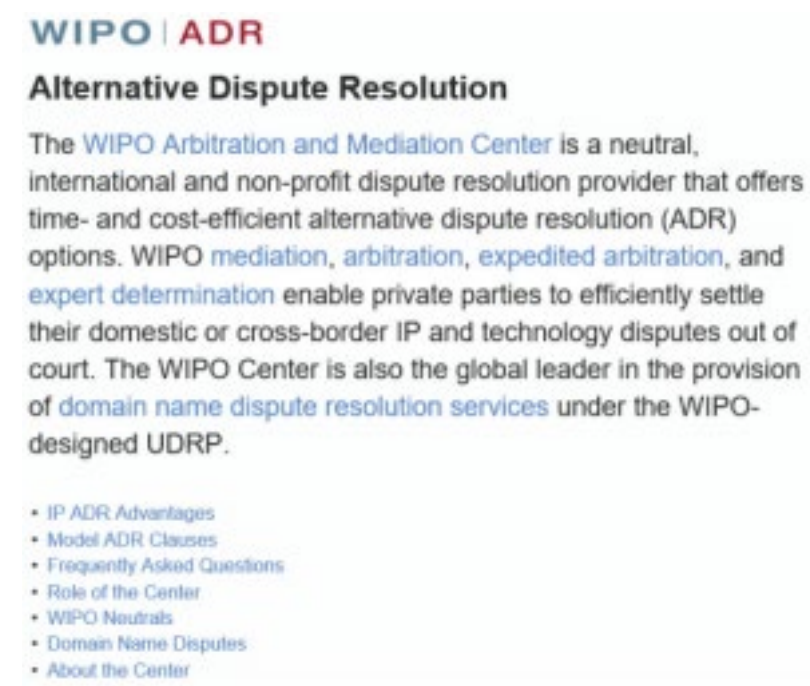 WIPO | ADR
Alternative Dispute Resolution
The WIPO Arbitration and Mediation Center is a neutral,
international and non-profit dispute resolution provider that offers
time- and cost-efficient alternative dispute resolution (ADR)
options. WIPO mediation, arbitration, expedited arbitration, and
expert determination enable private parties to efficiently settle
their domestic or cross-border IP and technology disputes out of
court. The WIPO Center is also the global leader in the provision
of domain name dispute resolution services under the WIPO-
designed UDRP.
• IP ADR Advantages
• Model ADR Clauses
• Frequently Asked Questions
• Role of the Center
• WIPO Neutrals
• Domain Name Disputes
• About the Center